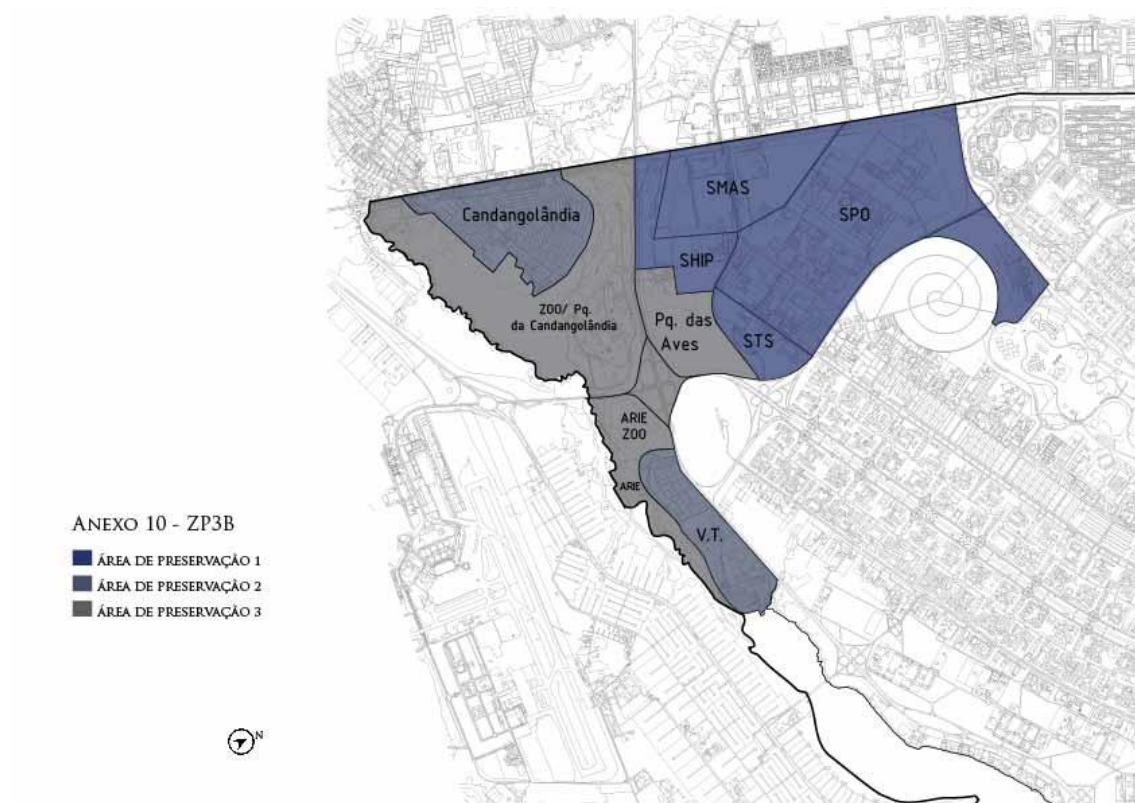 SMAS
Candangolândia
SPO
SHIP
ZOO/ Pq.
da Candangolândia
Pq. das
Aves
STS
ARIE
ZOO
ARIE
V.T.
ANEXO 10 - ZP3B
ÁREA DE PRESERVAÇÃO 1
ÁREA DE PRESERVAÇÃO 2
ÁREA DE PRESERVAÇÃO 3
N